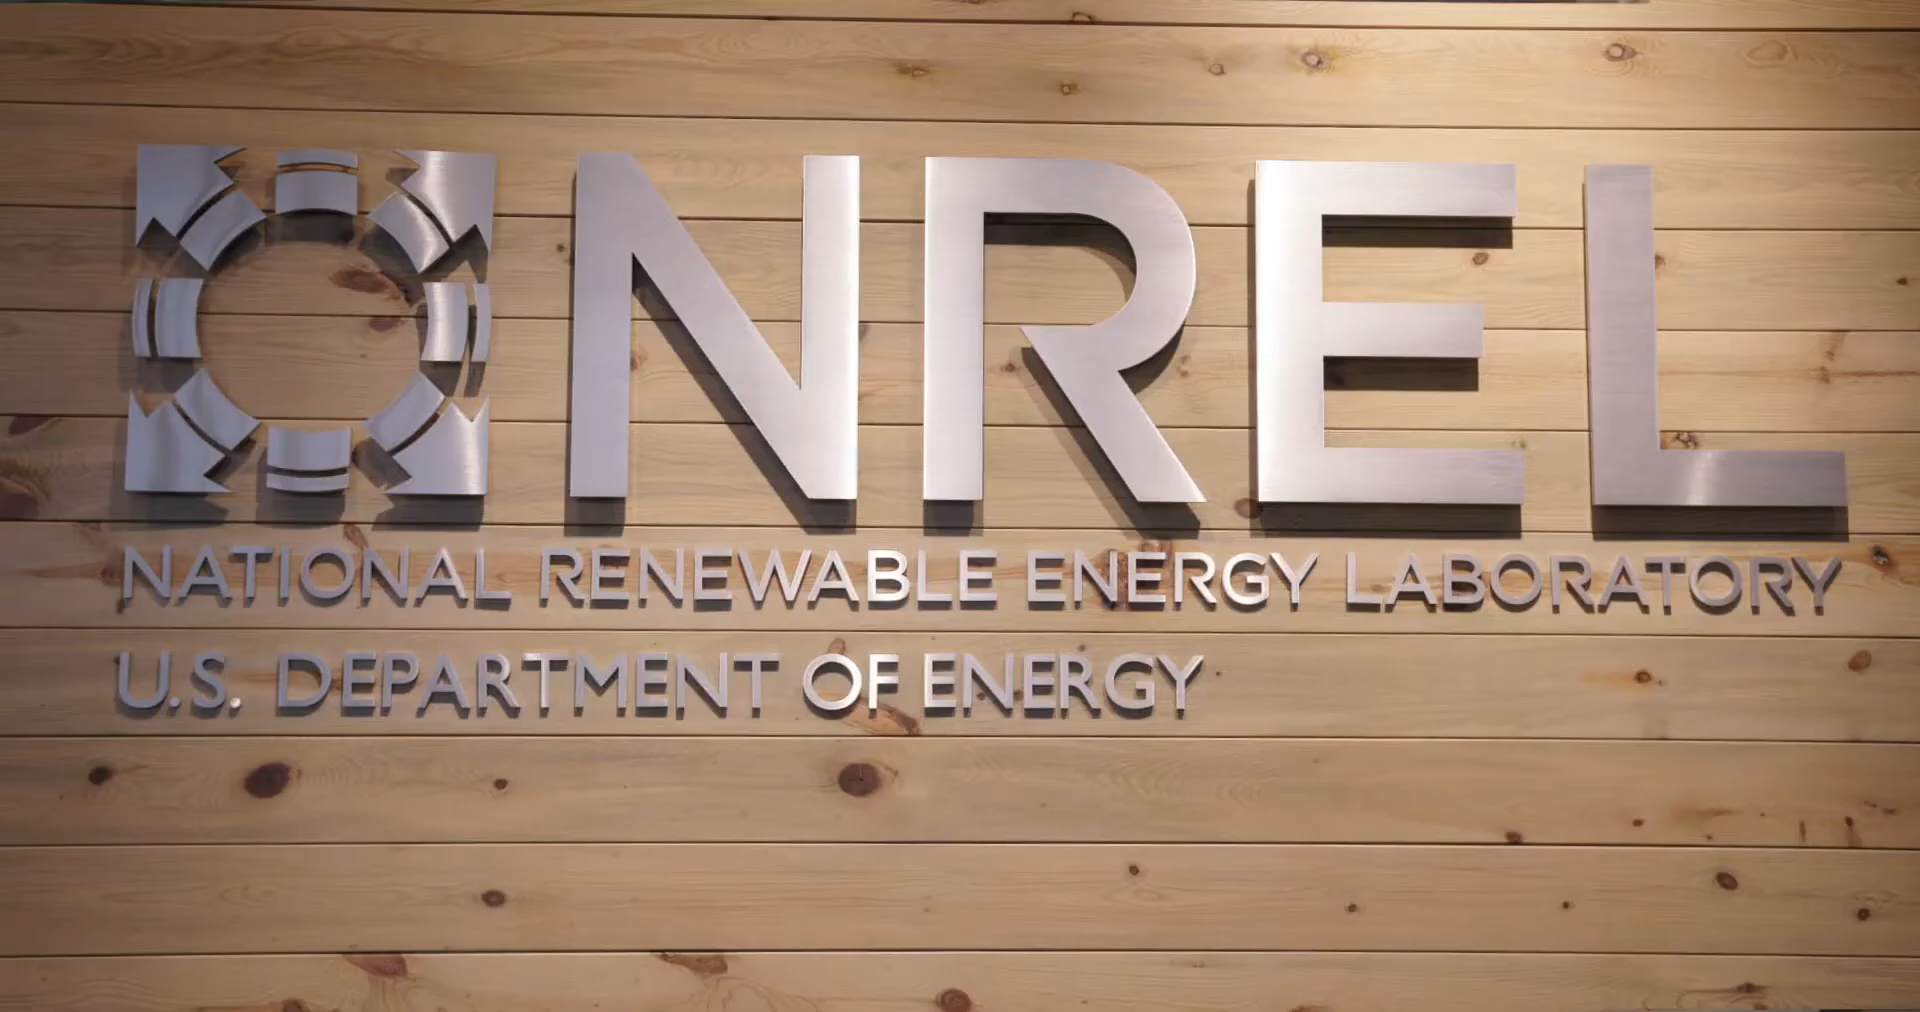 NREL
NATIONAL RENEWABLE ENERGY LABORATORY
U.S. DEPARTMENT OF ENERGY